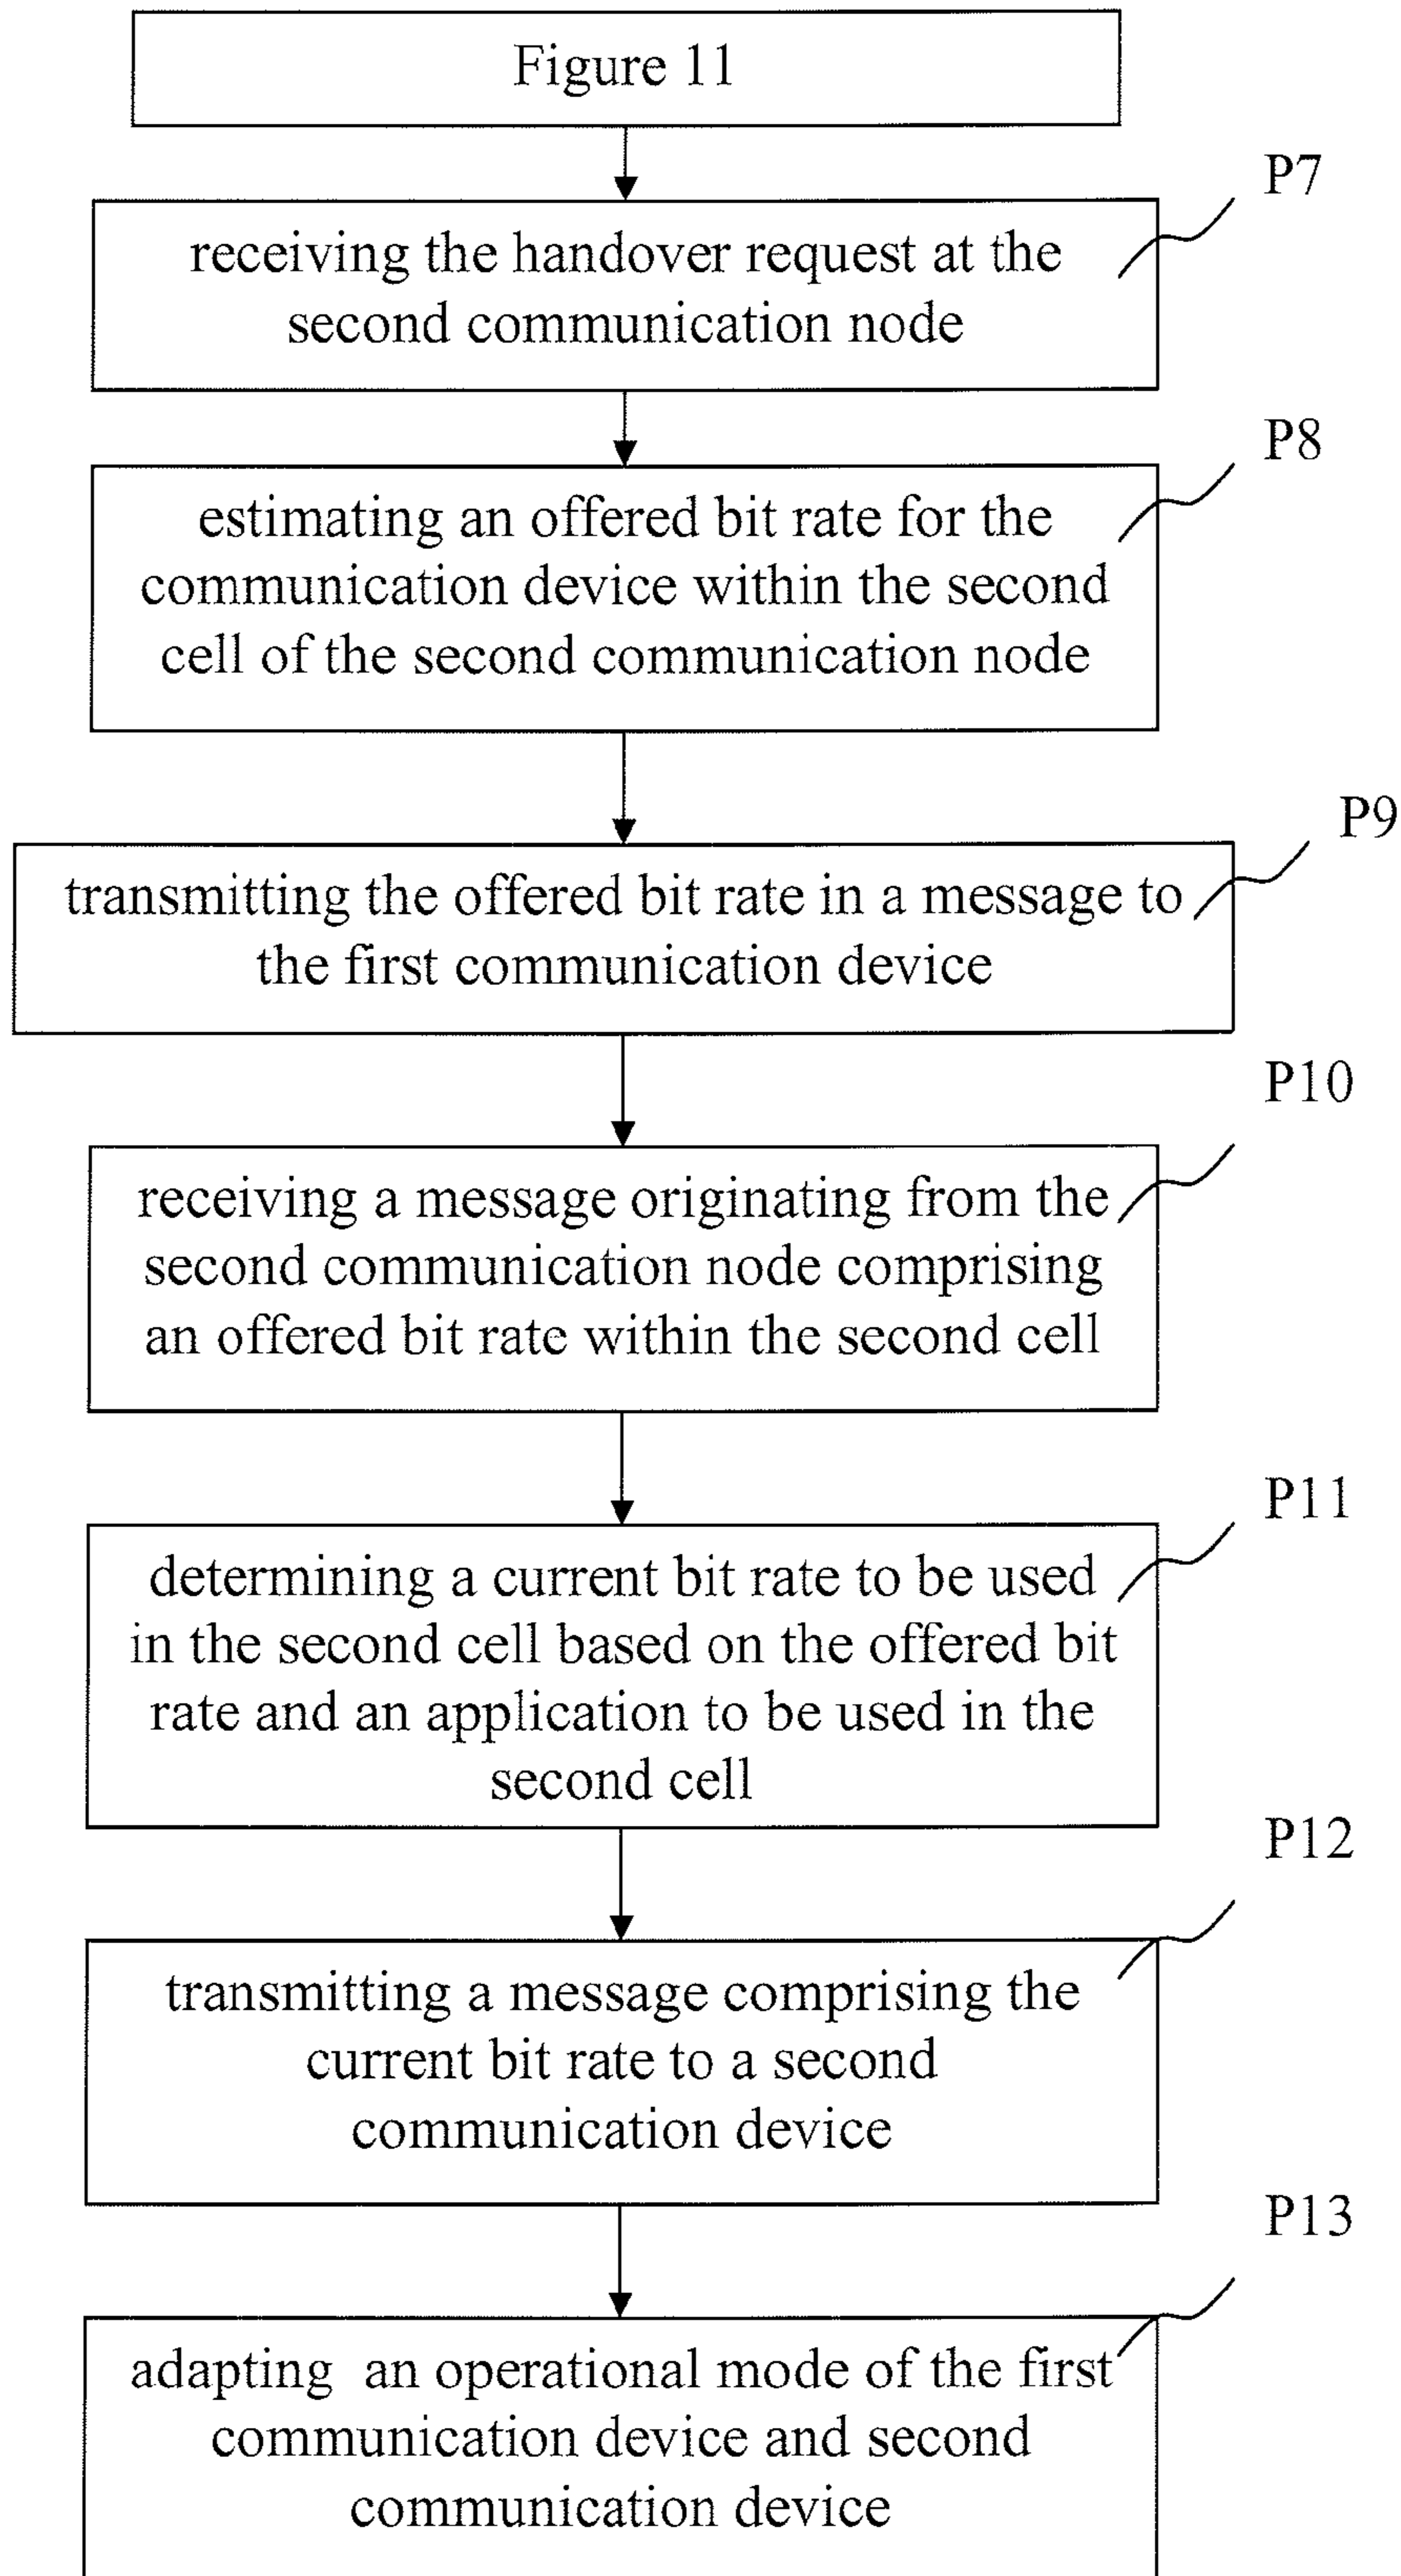 Figure 11
P7
receiving the handover request at the
second communication node
P8
estimating an offered bit rate for the
communication device within the second
cell of the second communication node
P9
transmitting the offered bit rate in a message to
the first communication device
P10
receiving a message originating from the
second communication node comprising
an offered bit rate within the second cell
P11
determining a current bit rate to be used
in the second cell based on the offered bit
rate and an application to be used in the
second cell
P12
transmitting a message comprising the
current bit rate to a second
communication device
P13
adapting an operational mode of the first
communication device and second
communication device